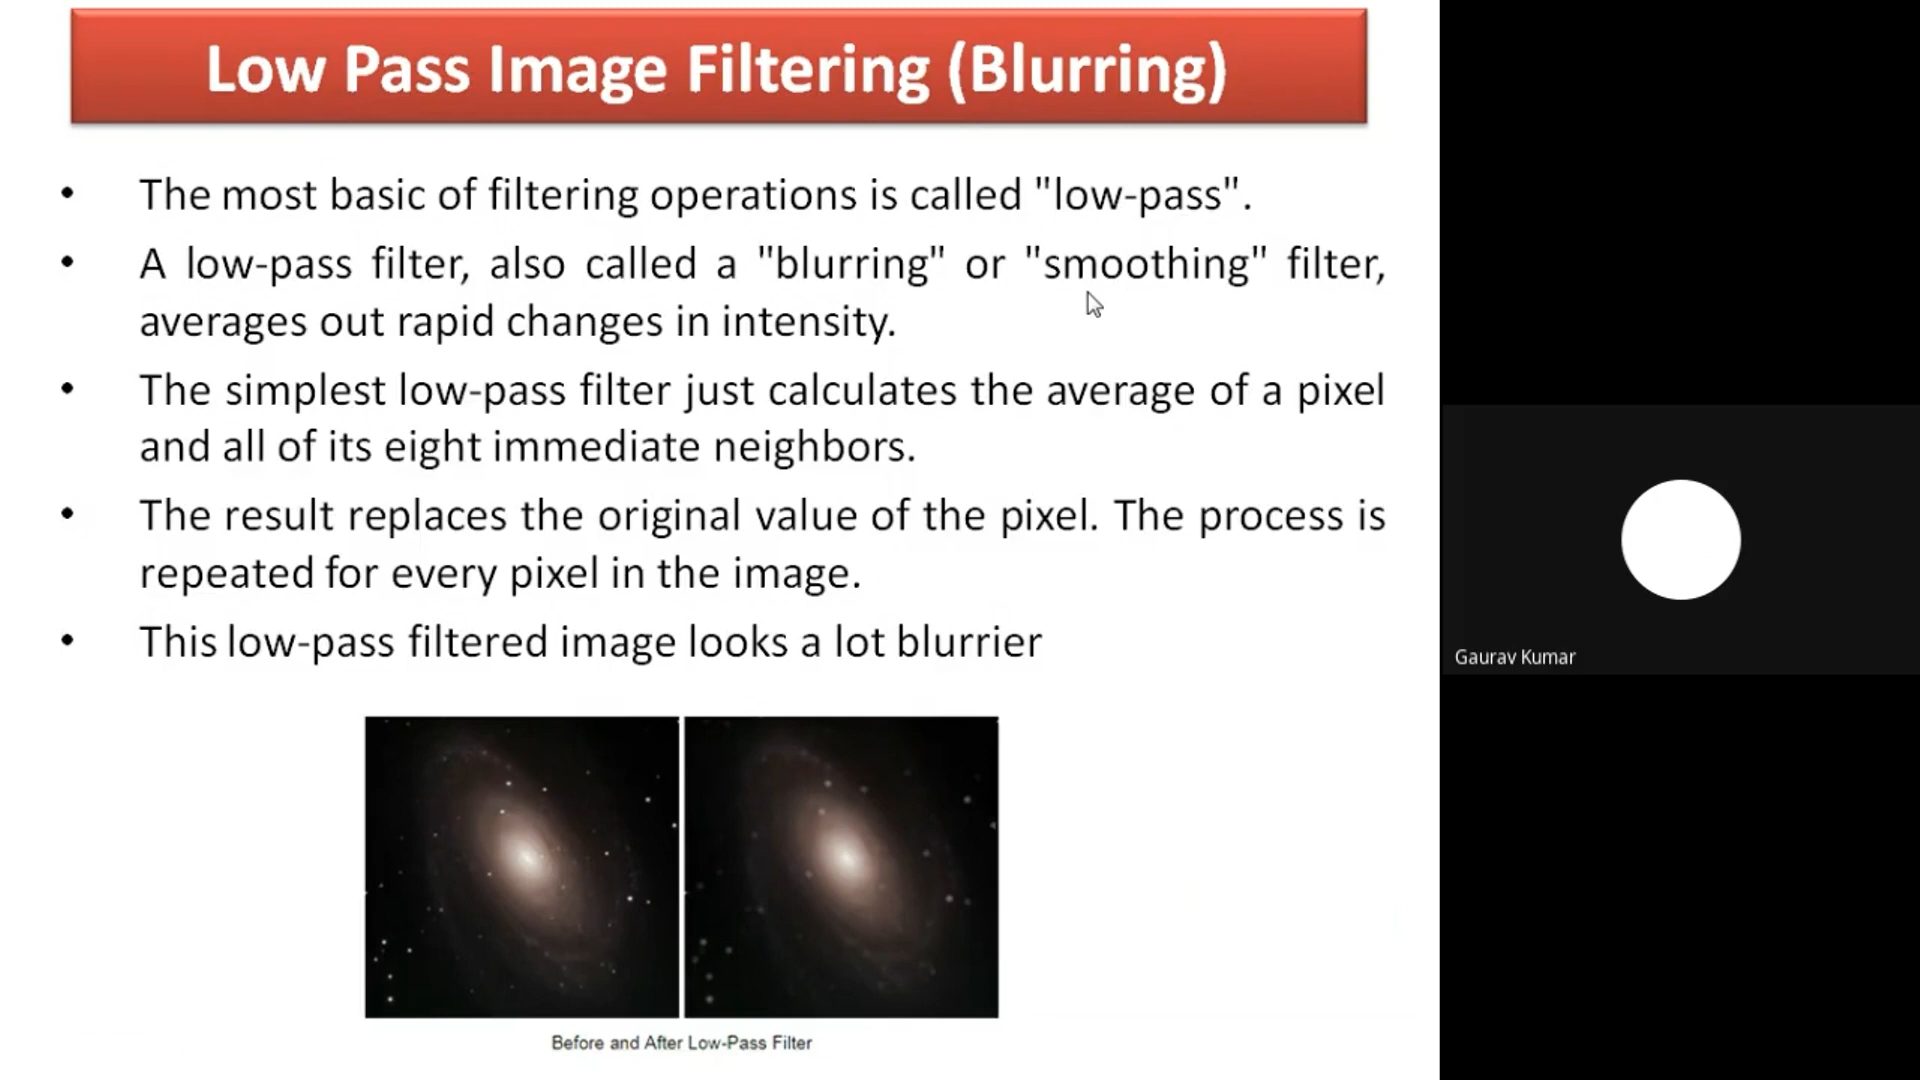 Low Pass Image Filtering (Blurring)
• The most basic of filtering operations is called "low-pass".
• A low-pass filter, also called a "blurring" or "smoothing" filter,
averages out rapid changes in intensity.
• The simplest low-pass filter just calculates the average of a pixel
and all of its eight immediate neighbors.
• The result replaces the original value of the pixel. The process is
repeated for every pixel in the image.
• This low-pass filtered image looks a lot blurrier
Before and After Low-Pass Filter
Gaurav Kumar